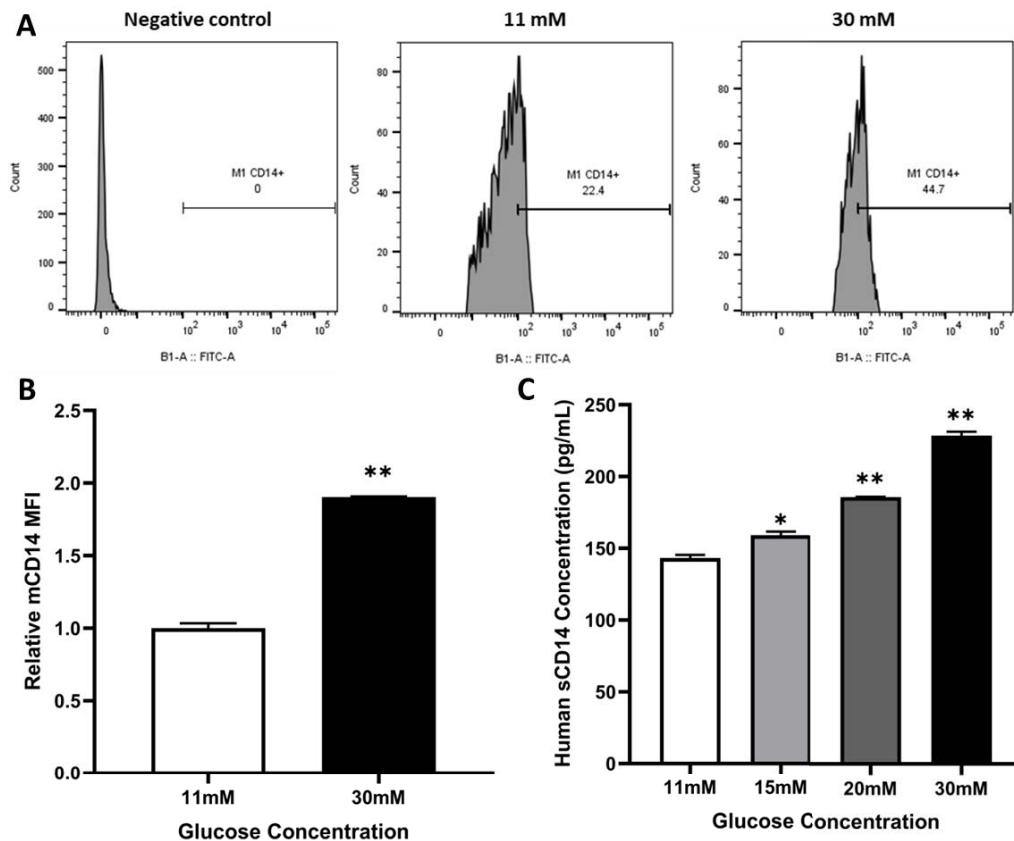 A
Negative control
11 mM
30 mM
500
400
300
200
100
0
Count
M1 CD14+
0
0
10^2
10^3
10^4
10^5
B1-A :: FITC-A
80
60
40
20
0
Count
M1 CD14+
22.4
0
10^2
10^3
10^4
10^5
B1-A :: FITC-A
80
60
40
20
0
Count
M1 CD14+
44.7
0
10^2
10^3
10^4
10^5
B1-A :: FITC-A
B
2.5
2.0
1.5
1.0
0.5
0.0
Relative mCD14 MFI
**
11mM
30mM
Glucose Concentration
C
250
200
150
100
50
0
Human sCD14 Concentration (pg/mL)
*
**
**
11mM
15mM
20mM
30mM
Glucose Concentration